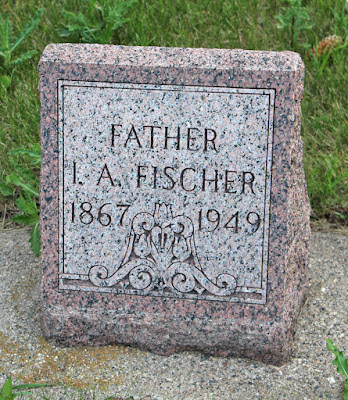 FATHER
I. A. FISCHER
1867 1949